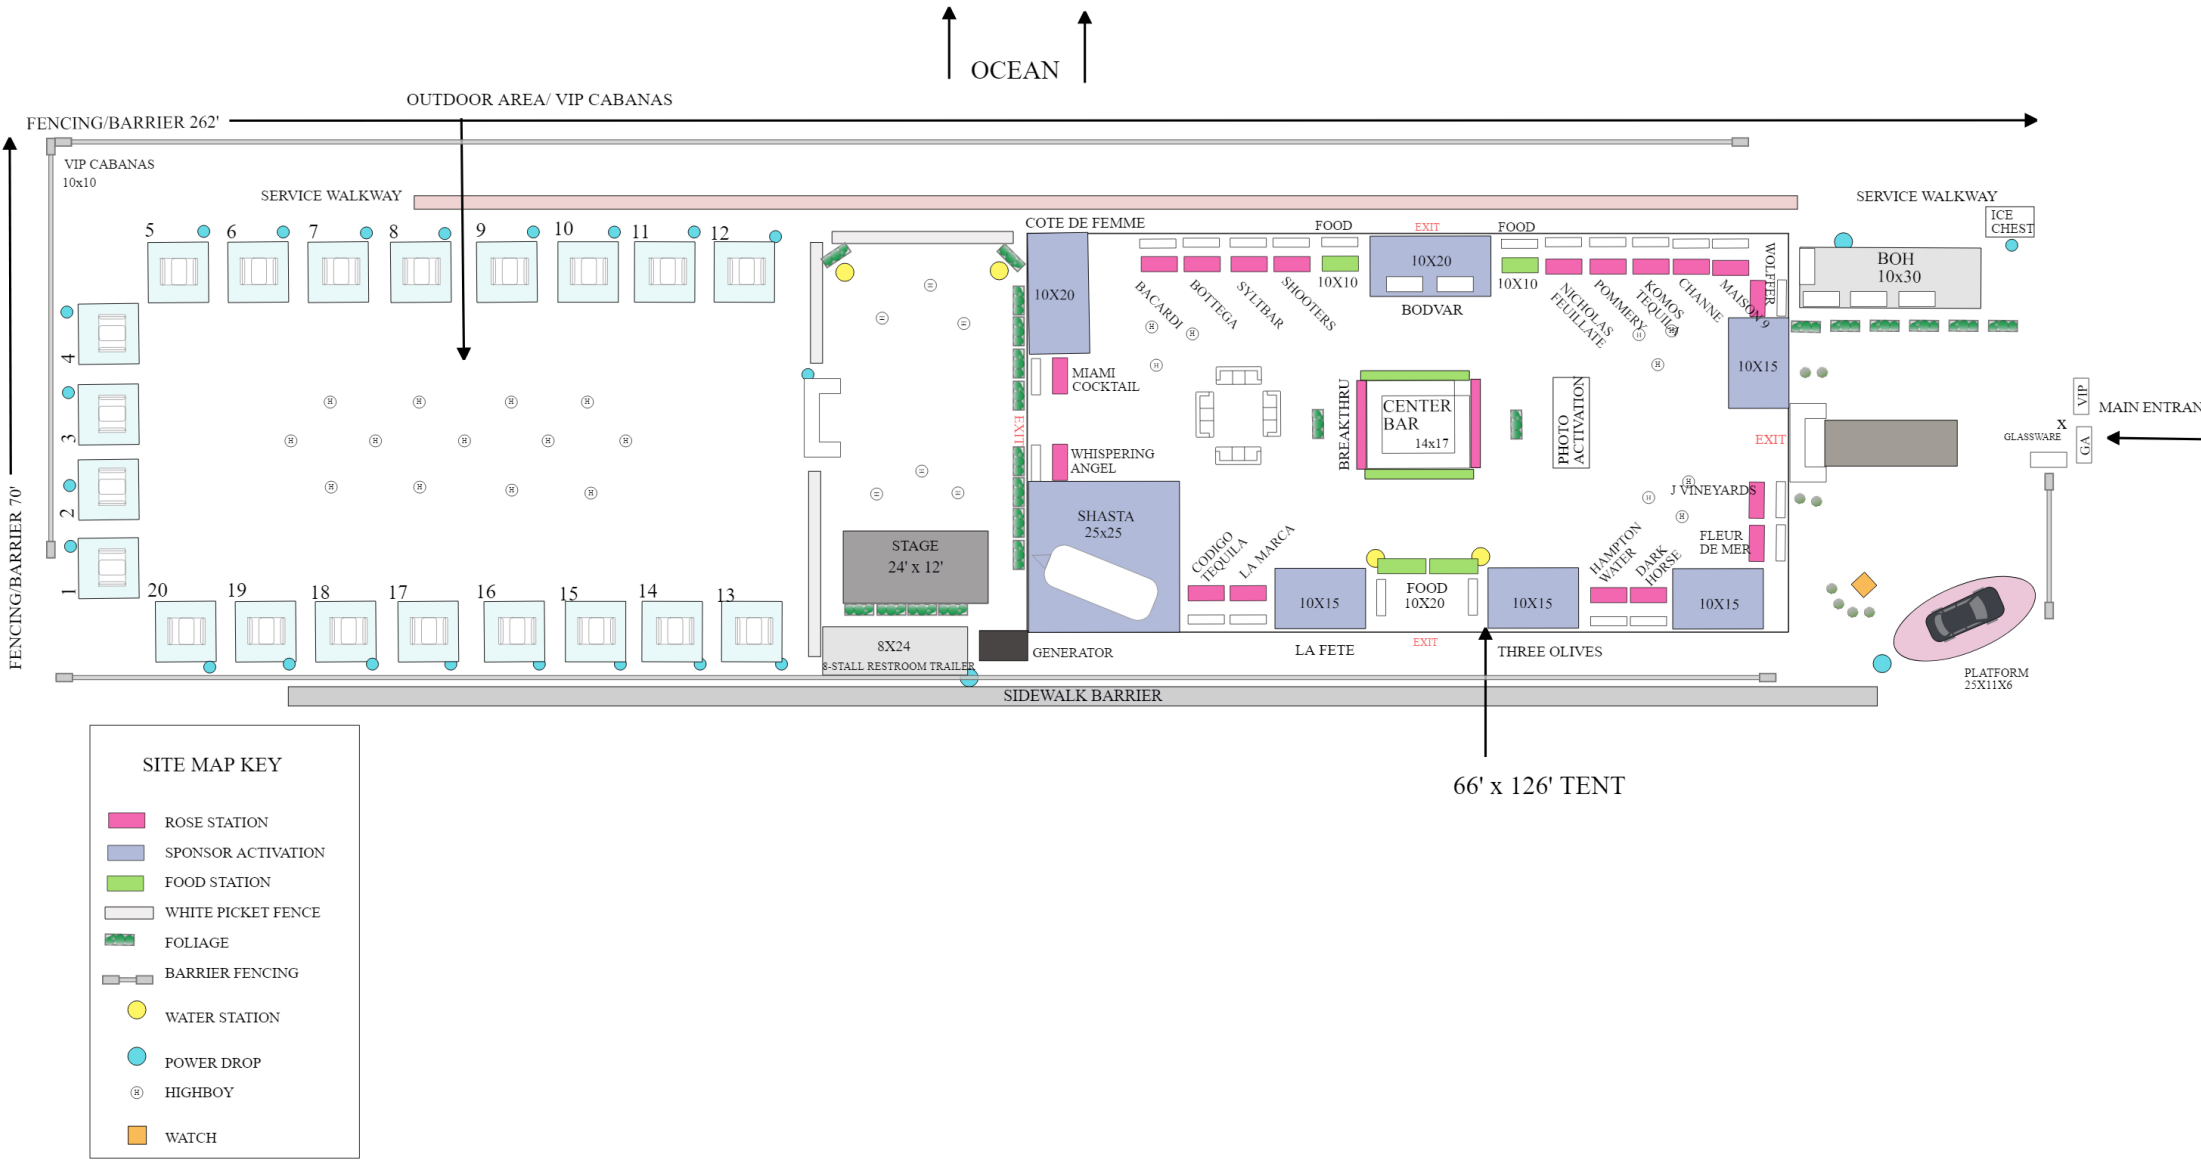 OCEAN
OUTDOOR AREA/ VIP CABANAS
FENCING/BARRIER 262'
VIP CABANAS
10x10
SERVICE WALKWAY
SERVICE WALKWAY
ICE
CHEST
COTE DE FEMME
FOOD
EXIT
FOOD
5
6
7
8
9
10
11
12
4
3
2
1
20
19
18
17
16
15
14
13
FENCING/BARRIER 70'
10X20
10X10
10X20
BODVAR
10X10
BACARDI
BOTTEGA
SYLTBAR
SHOOTERS
NICHOLAS
FEUILLATE
POMMERY
KOMOS
TEQUILA
CHANNE
MAISON 9
WOLFFER
BOH
10x30
10X15
MIAMI
COCKTAIL
EXIT
WHISPERING
ANGEL
BREAKTHRU
CENTER
BAR
14x17
PHOTO
ACTIVATION
EXIT
VIP
MAIN ENTRAN
X
GLASSWARE
GA
J VINEYARDS
FLEUR
DE MER
SHASTA
25x25
STAGE
24' x 12'
CODIGO
TEQUILA
LA MARCA
10X15
FOOD
10X20
10X15
HAMPTON
WATER
DARK
HORSE
10X15
8X24
8-STALL RESTROOM TRAILER
GENERATOR
LA FETE
EXIT
THREE OLIVES
PLATFORM
25X11X6
SIDEWALK BARRIER
66' x 126' TENT
SITE MAP KEY
ROSE STATION
SPONSOR ACTIVATION
FOOD STATION
WHITE PICKET FENCE
FOLIAGE
BARRIER FENCING
WATER STATION
POWER DROP
H
HIGHBOY
WATCH